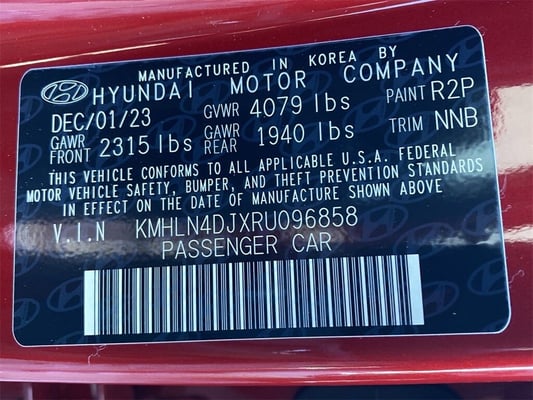 MANUFACTURED IN KOREA BY
HYUNDAI MOTOR COMPANY
DEC/01/23 GVWR 4079 lbs PAINT R2P
GAWR FRONT 2315 lbs GAWR REAR 1940 lbs TRIM NNB
THIS VEHICLE CONFORMS TO ALL APPLICABLE U.S.A. FEDERAL
MOTOR VEHICLE SAFETY, BUMPER, AND THEFT PREVENTION STANDARDS
IN EFFECT ON THE DATE OF MANUFACTURE SHOWN ABOVE
V.I.N KMHLN4DJXRU096858
PASSENGER CAR